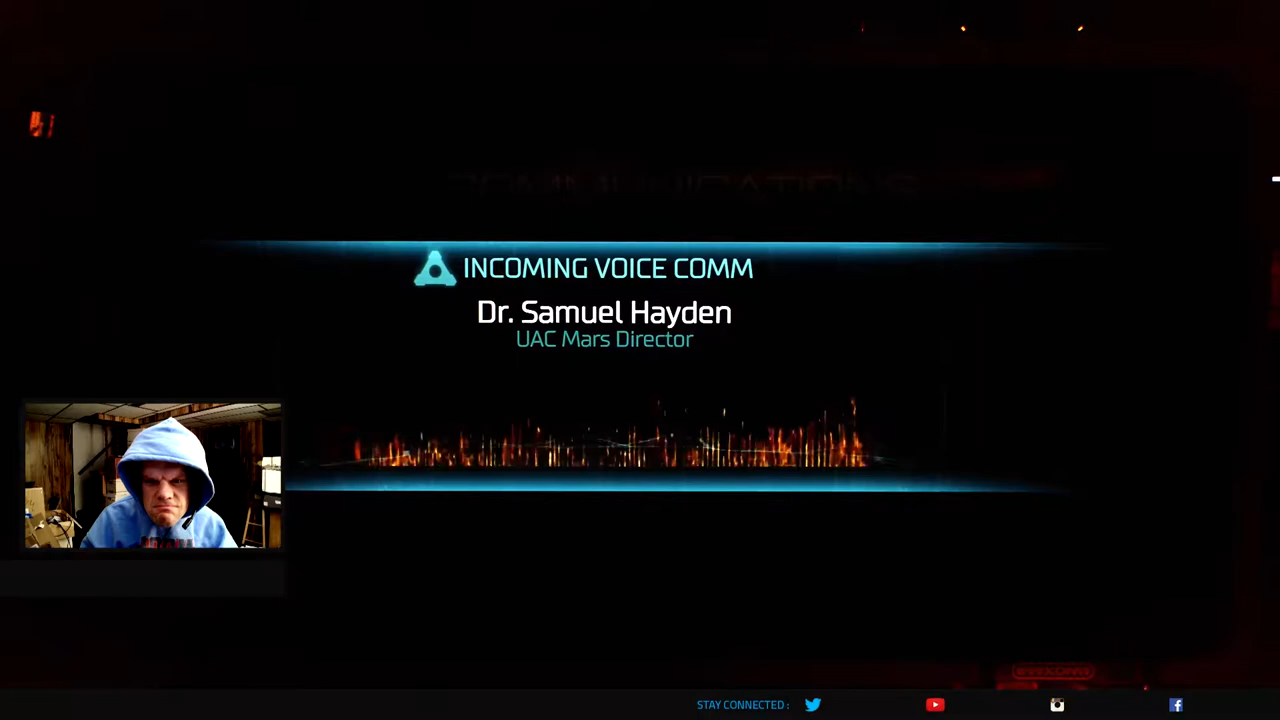 INCOMING VOICE COMM
Dr. Samuel Hayden
UAC Mars Director
STAY CONNECTED :